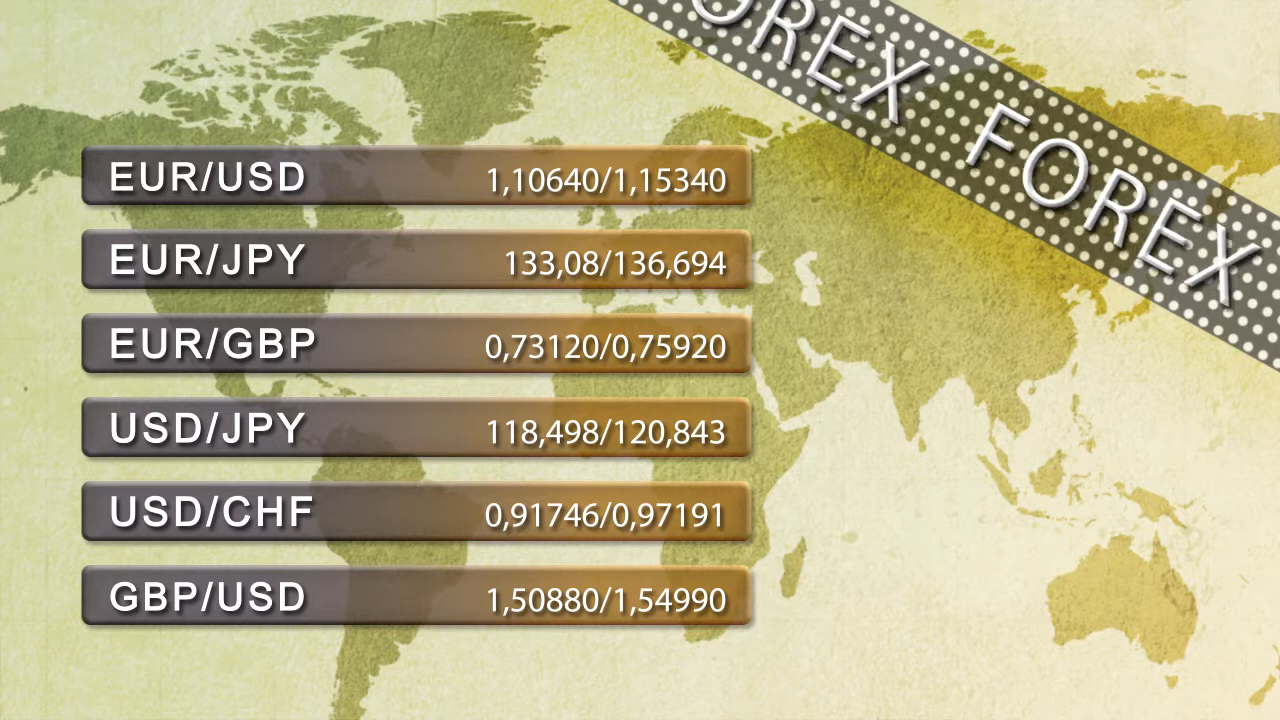 OREX FOREX
EUR/USD 1,10640/1,15340
EUR/JPY 133,08/136,694
EUR/GBP 0,73120/0,75920
USD/JPY 118,498/120,843
USD/CHF 0,91746/0,97191
GBP/USD 1,50880/1,54990